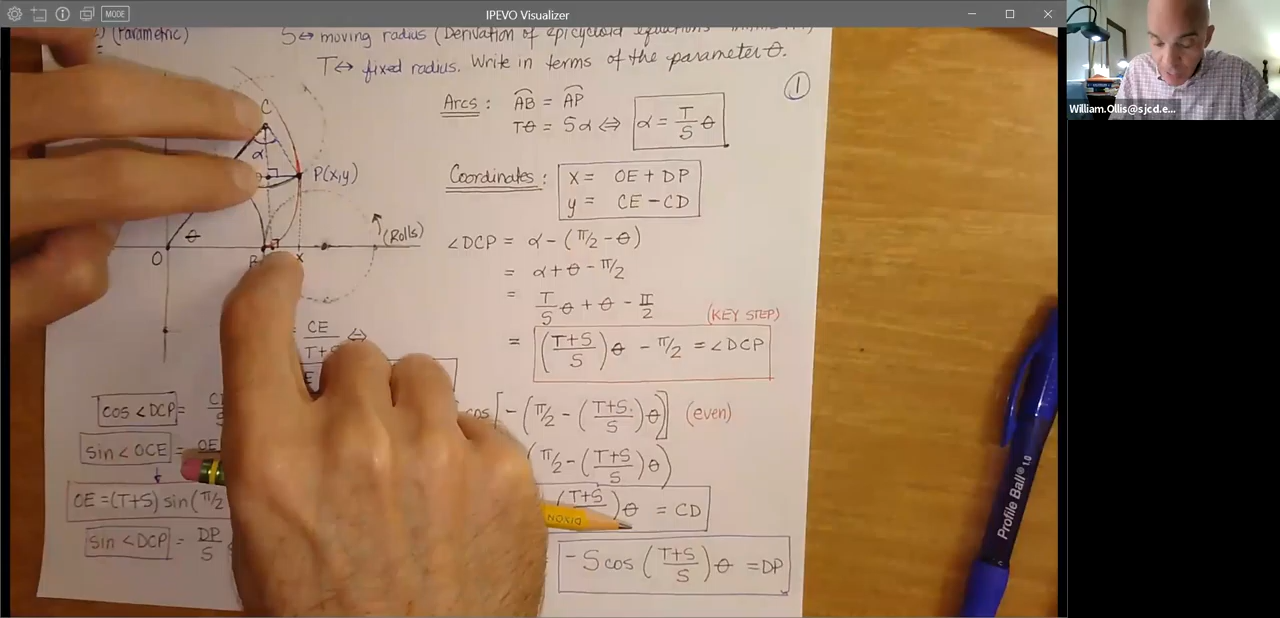 MODE
IPEVO Visualizer
(Parametric)
S ↔ moving radius (Derivation of epicycloid equations
T ↔ fixed radius. Write in terms of the parameter θ.
①
Arcs: AB = AP
Tθ = Sα ⇔ α = T/S θ
Coordinates: x = OE + DP
y = CE − CD
C
α
P(x,y)
θ
(Rolls)
O
x
∠DCP = α − (π/2 − θ)
= α + θ − π/2
= T/S θ + θ − π/2
(KEY STEP)
= ((T+S)/S) θ − π/2 = ∠DCP
CE/T+S ⇔
cos ∠DCP =
cos[−(π/2 − ((T+S)/S) θ)] (even)
sin ∠OCE = OE
(π/2 − ((T+S)/S) θ)
OE = (T+S) sin(π/2
(T+S/S) θ = CD
sin ∠DCP = DP/S
−S cos ((T+S)/S) θ = DP
DIXON
Profile Ball® 1.0
William.Ollis@sjcd.e...